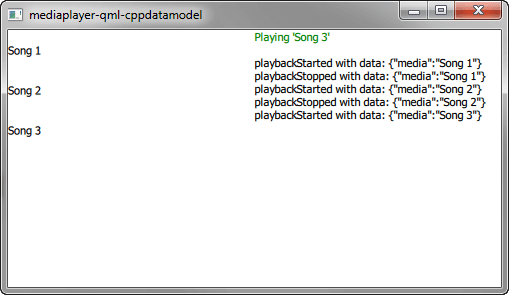 mediaplayer-qml-cppdatamodel
Playing 'Song 3'
Song 1
playbackStarted with data: {"media":"Song 1"}
playbackStopped with data: {"media":"Song 1"}
Song 2
playbackStarted with data: {"media":"Song 2"}
playbackStopped with data: {"media":"Song 2"}
playbackStarted with data: {"media":"Song 3"}
Song 3